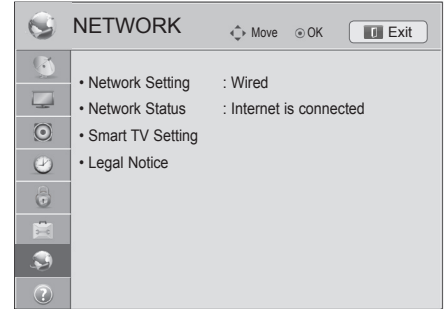 NETWORK Move OK Exit
• Network Setting : Wired
• Network Status : Internet is connected
• Smart TV Setting
• Legal Notice